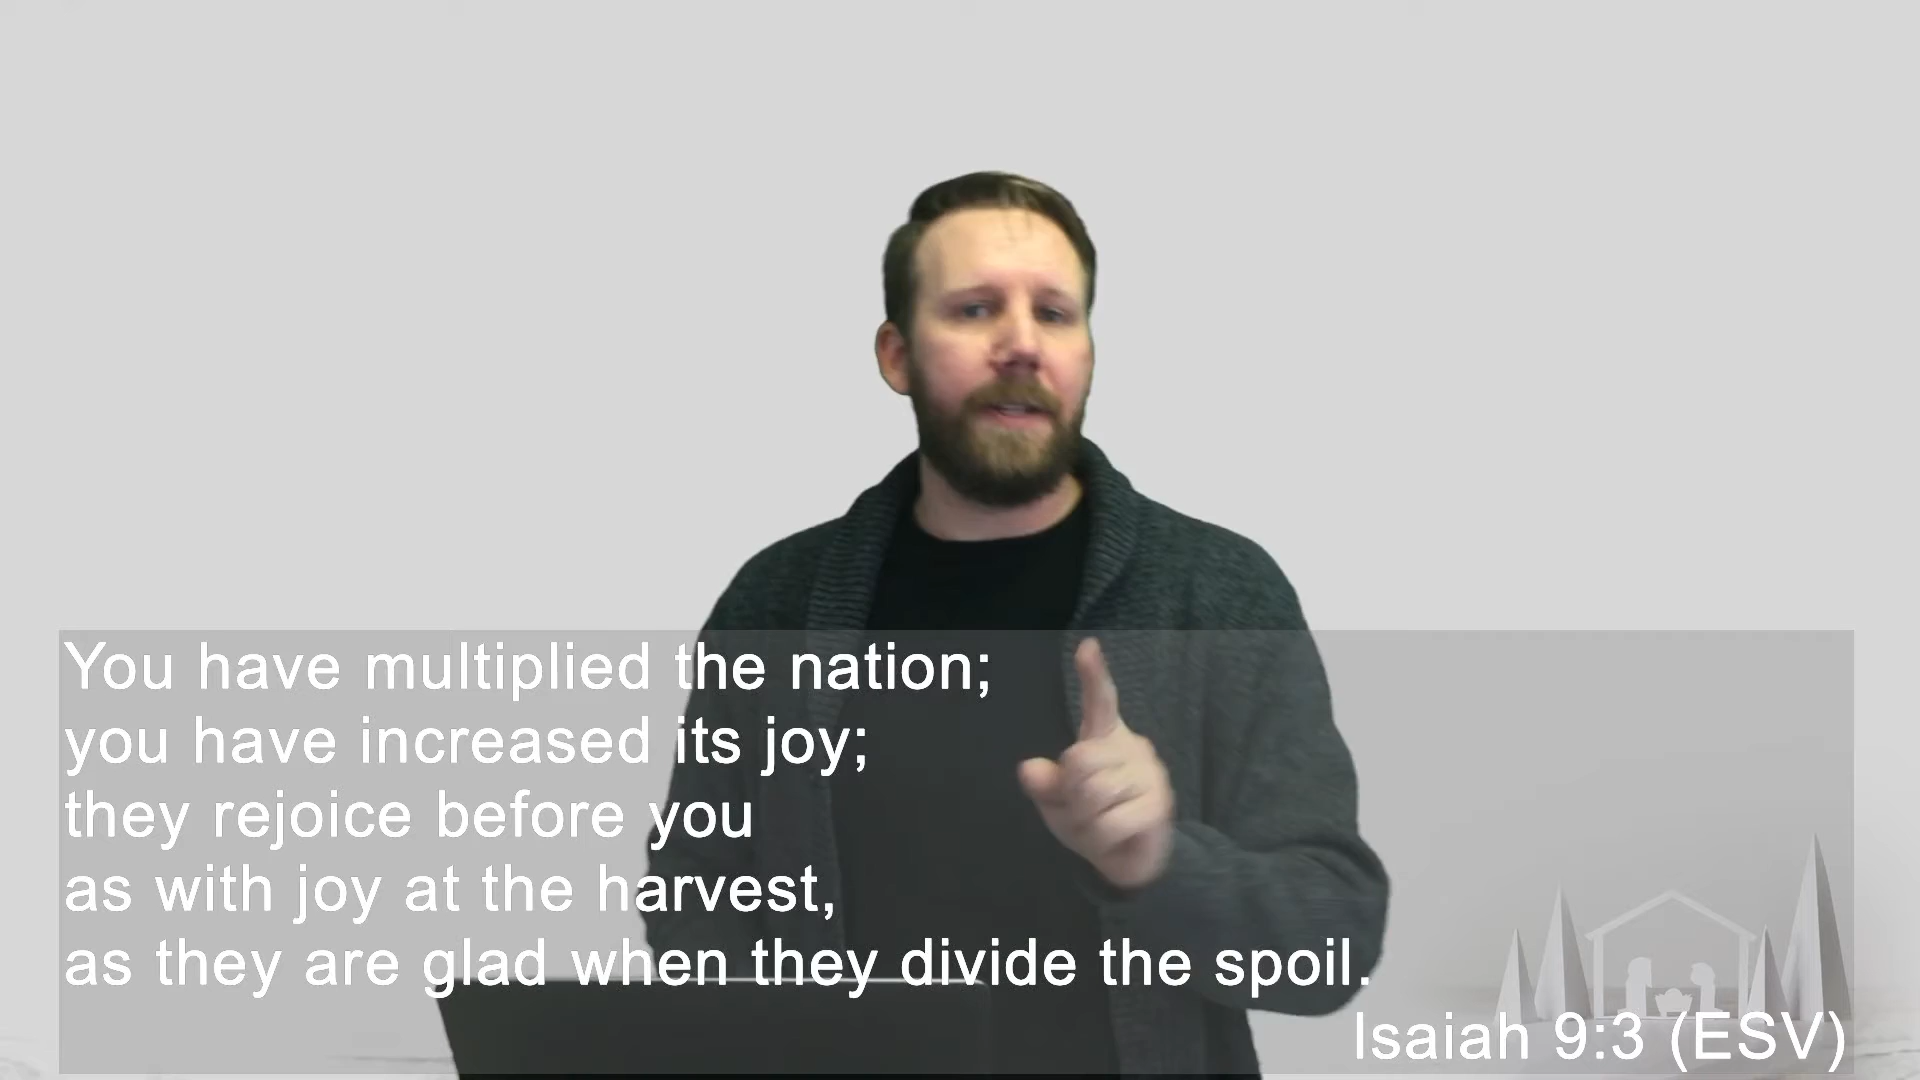 You have multiplied the nation;
you have increased its joy;
they rejoice before you
as with joy at the harvest,
as they are glad when they divide the spoil.
Isaiah 9:3 (ESV)